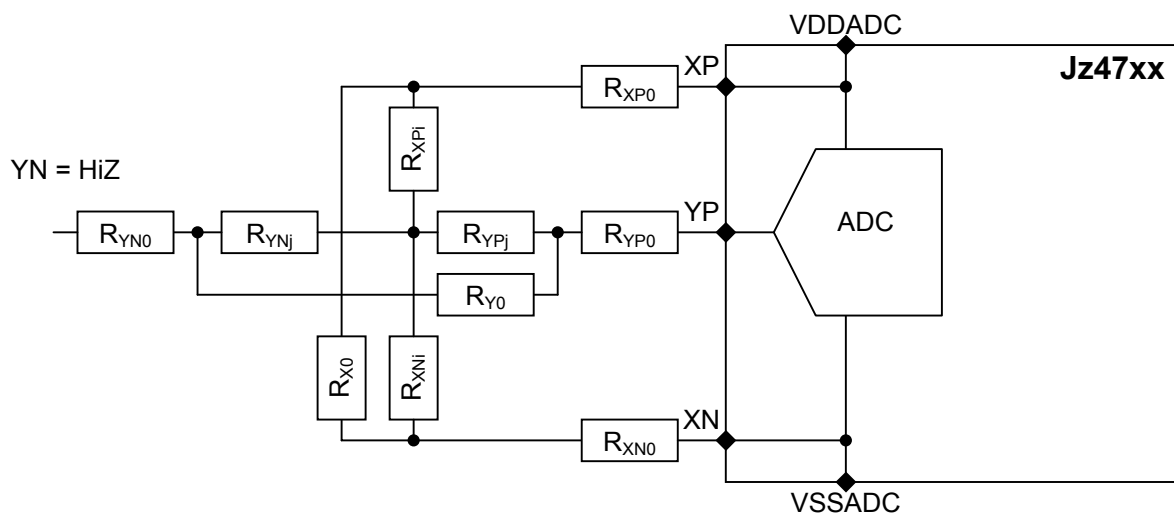 VDDADC
Jz47xx
XP
RXP0
RXPi
YN = HiZ
YP
RYN0
RYNj
RYPj
RYP0
ADC
RY0
RX0
RXNi
XN
RXN0
VSSADC